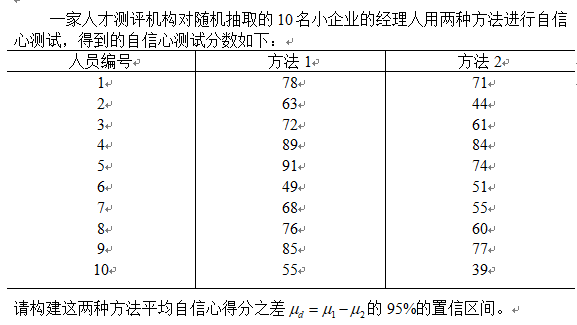 一家人才测评机构对随机抽取的 10 名小企业的经理人用两种方法进行自信
心测试，得到的自信心测试分数如下：
人员编号 方法 1 方法 2
1 78 71
2 63 44
3 72 61
4 89 84
5 91 74
6 49 51
7 68 55
8 76 60
9 85 77
10 55 39
请构建这两种方法平均自信心得分之差 μd = μ1 − μ2 的 95%的置信区间。